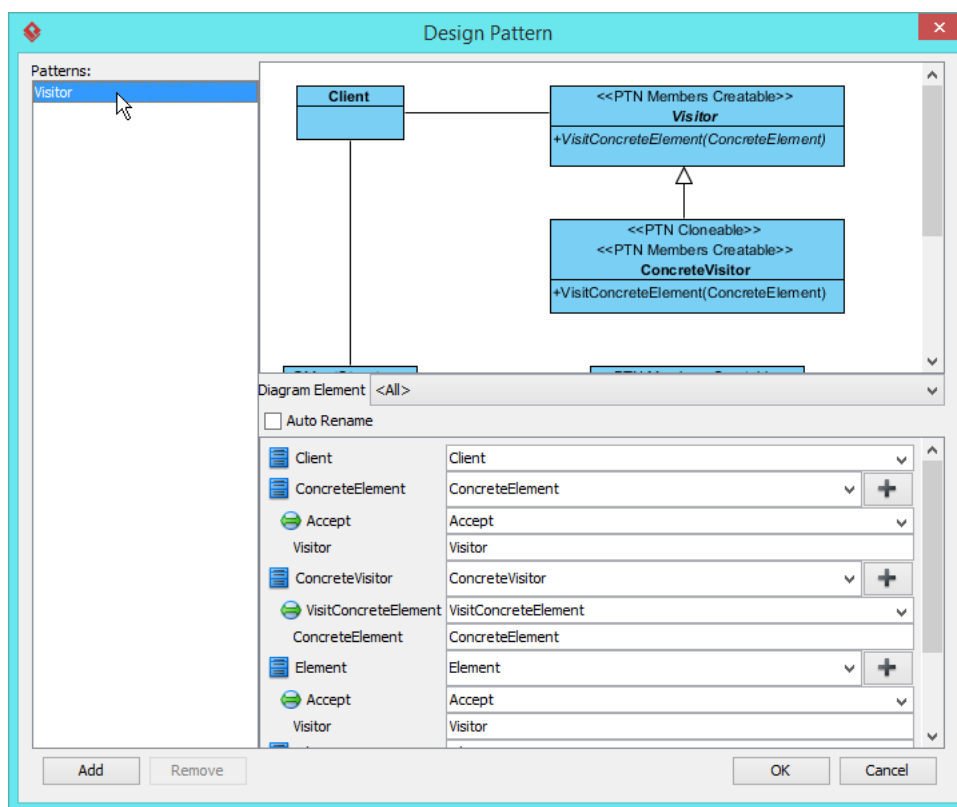 Design Pattern
Patterns:
Visitor
Client
<<PTN Members Creatable>>
Visitor
+VisitConcreteElement(ConcreteElement)
<<PTN Cloneable>>
<<PTN Members Creatable>>
ConcreteVisitor
+VisitConcreteElement(ConcreteElement)
Diagram Element <All>
Auto Rename
Client Client
ConcreteElement ConcreteElement
Accept Accept
Visitor Visitor
ConcreteVisitor ConcreteVisitor
VisitConcreteElement VisitConcreteElement
ConcreteElement ConcreteElement
Element Element
Accept Accept
Visitor Visitor
Add Remove OK Cancel